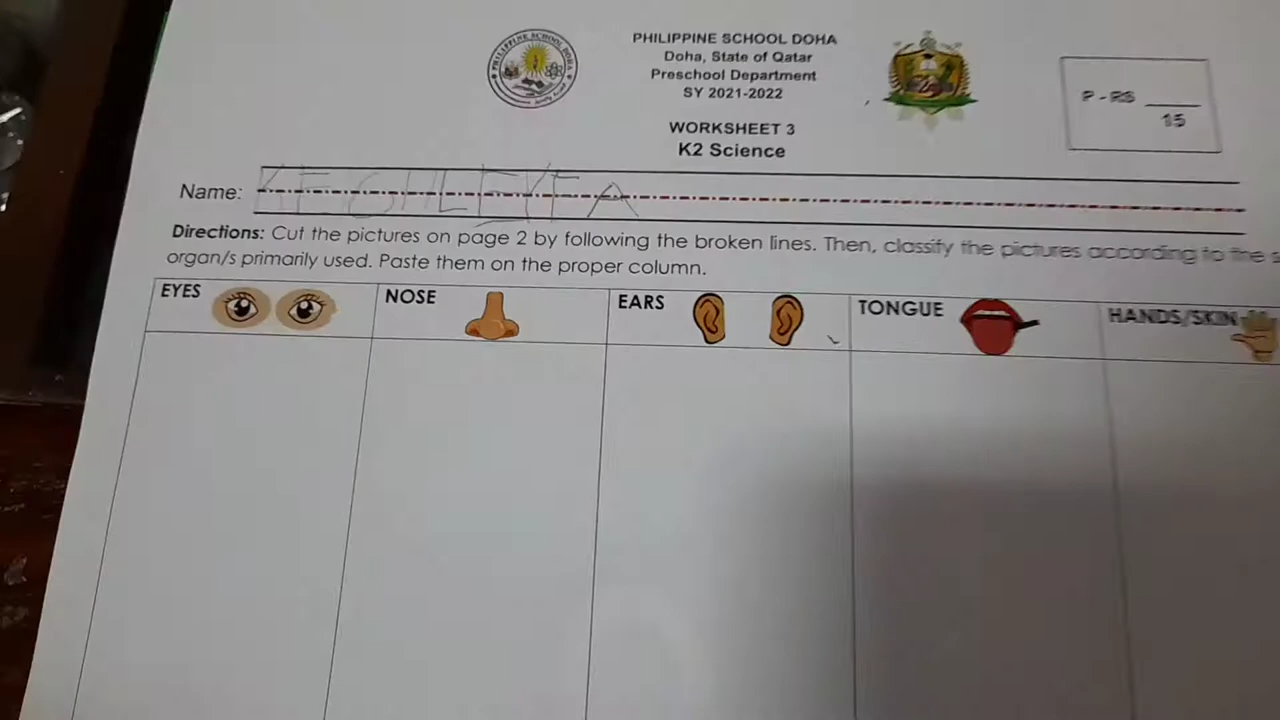 PHILIPPINE SCHOOL DOHA
Doha, State of Qatar
Preschool Department
SY 2021-2022
WORKSHEET 3
K2 Science
P-RS ____
15
Name:
Directions: Cut the pictures on page 2 by following the broken lines. Then, classify the pictures according to the
organ/s primarily used. Paste them on the proper column.
EYES NOSE EARS TONGUE HANDS/SKIN